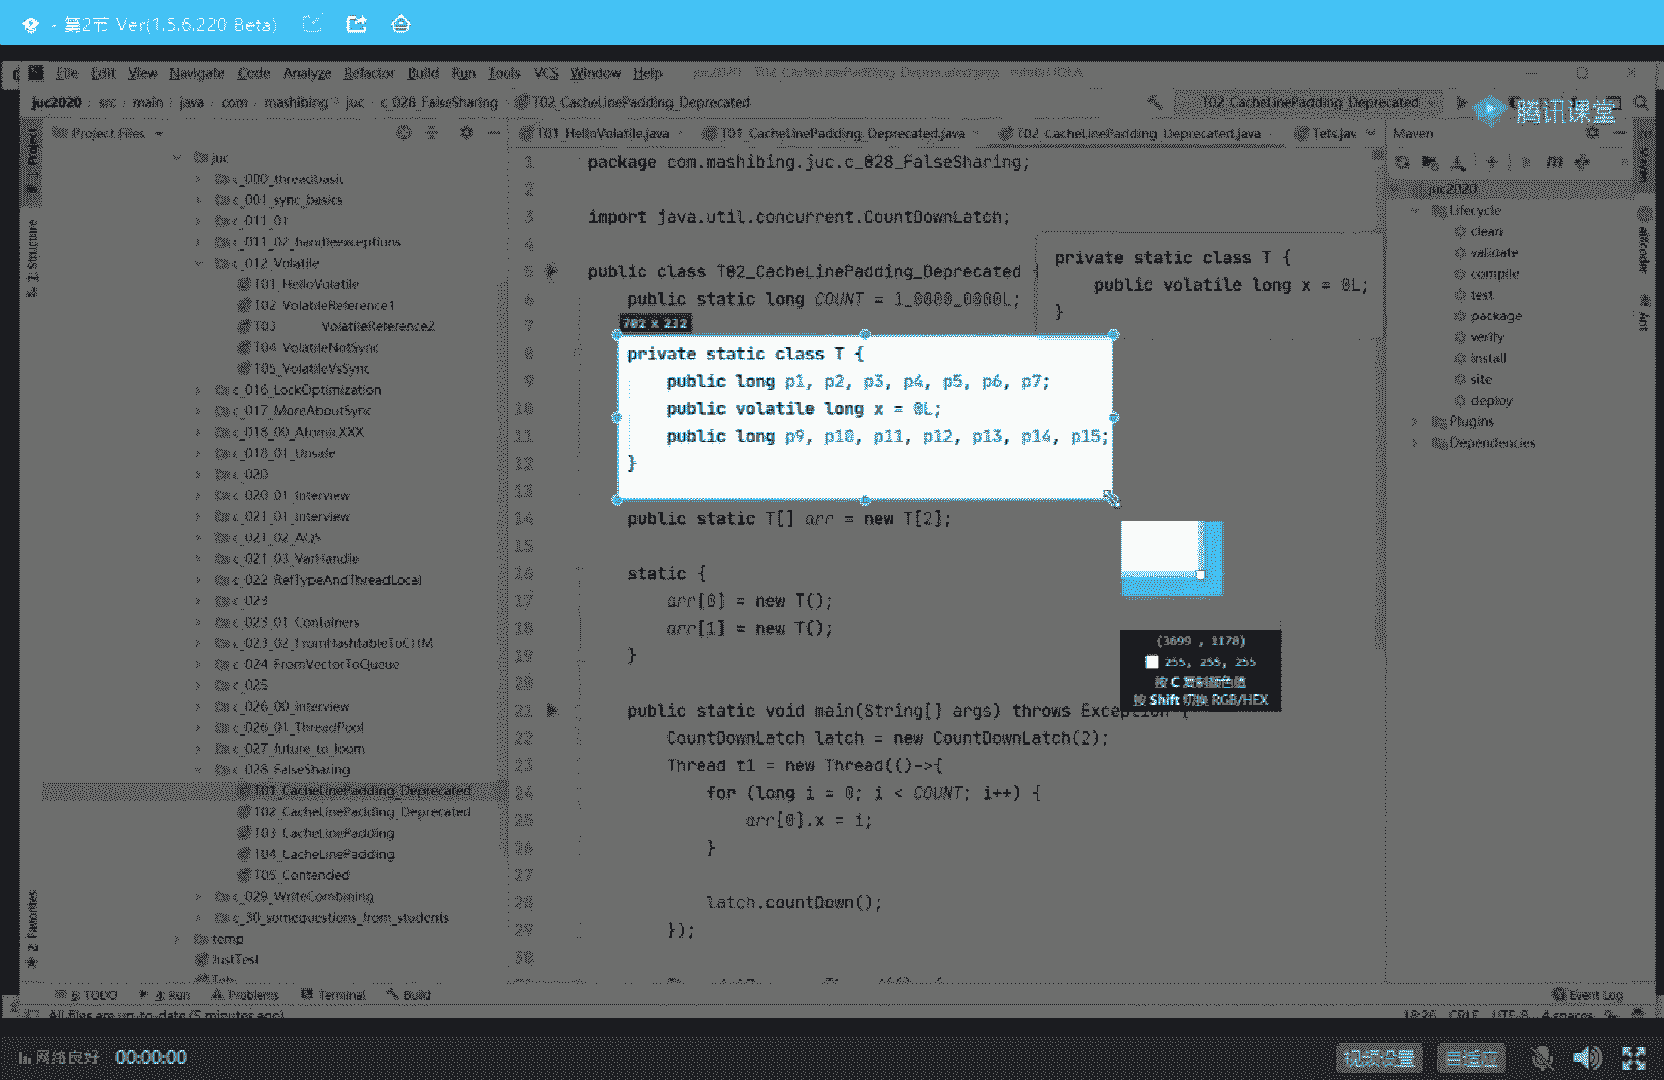 - 第2节 Ver(1.5.6.220 Beta)
File Edit View Navigate Code Analyze Refactor Build Run Tools VCS Window Help
juc2020 src main java com mashibing juc c_028_FalseSharing T02_CacheLinePadding_Deprecated
T02_CacheLinePadding_Deprecated
腾讯课堂
Project Files
T01_HelloVolatile.java T01_CacheLinePadding_Deprecated.java T02_CacheLinePadding_Deprecated.java Tets.jav
Maven
1: Project
Z: Structure
2: Favorites
juc
c_000_threadbasic
c_001_sync_basics
c_011_01
c_011_02_handleexceptions
c_012_Volatile
T01_HelloVolatile
T02_VolatileReference1
T03 VolatileReference2
T04_VolatileNotSync
T05_VolatileVsSync
c_016_LockOptimization
c_017_MoreAboutSync
c_018_00_AtomicXXX
c_018_01_Unsafe
c_020
c_020_01_Interview
c_021_01_interview
c_021_02_AQS
c_021_03_VarHandle
c_022_RefTypeAndThreadLocal
c_023
c_023_01_Containers
c_023_02_FromHashtableToCHM
c_024_FromVectorToQueue
c_025
c_026_00_interview
c_026_01_ThreadPool
c_027_future_to_loom
c_028_FalseSharing
T01_CacheLinePadding_Deprecated
T02_CacheLinePadding_Deprecated
T03_CacheLinePadding
T04_CacheLinePadding
T05_Contended
c_029_WriteCombining
c_30_somequestions_from_students
temp
JustTest
1 package com.mashibing.juc.c_028_FalseSharing;
2
3 import java.util.concurrent.CountDownLatch;
4
5 public class T02_CacheLinePadding_Deprecated {
6 public static long COUNT = 1_0000_0000L;
7
702 x 232
8 private static class T {
9 public long p1, p2, p3, p4, p5, p6, p7;
10 public volatile long x = 0L;
11 public long p9, p10, p11, p12, p13, p14, p15;
12 }
13
14 public static T[] arr = new T[2];
15
16 static {
17 arr[0] = new T();
18 arr[1] = new T();
19 }
20
21 public static void main(String[] args) throws Exception {
22 CountDownLatch latch = new CountDownLatch(2);
23 Thread t1 = new Thread(()->{
24 for (long i = 0; i < COUNT; i++) {
25 arr[0].x = i;
26 }
27
28 latch.countDown();
29 });
30
private static class T {
public volatile long x = 0L;
}
(3699 , 1178)
255, 255, 255
按 C 复制颜色值
按 Shift 切换 RGB/HEX
juc2020
Lifecycle
clean
validate
compile
test
package
verify
install
site
deploy
Plugins
Dependencies
Ant
6: TODO 4: Run Problems Terminal Build
Event Log
All files are up-to-date (5 minutes ago)
18:26 CRLF UTF-8 4 spaces
网络良好 00:00:00
视频设置 自适应